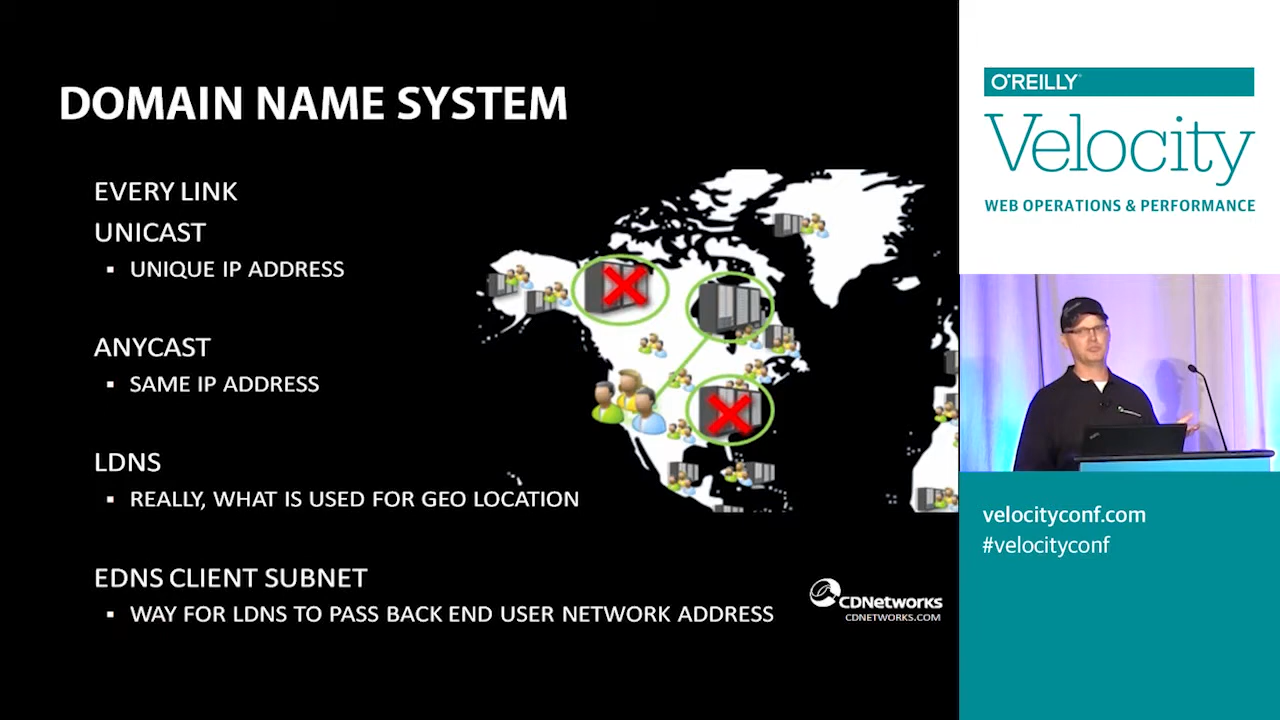 DOMAIN NAME SYSTEM
EVERY LINK
UNICAST
▪ UNIQUE IP ADDRESS
ANYCAST
▪ SAME IP ADDRESS
LDNS
▪ REALLY, WHAT IS USED FOR GEO LOCATION
EDNS CLIENT SUBNET
▪ WAY FOR LDNS TO PASS BACK END USER NETWORK ADDRESS
CDNetworks
CDNETWORKS.COM
O'REILLY®
Velocity
WEB OPERATIONS & PERFORMANCE
velocityconf.com
#velocityconf